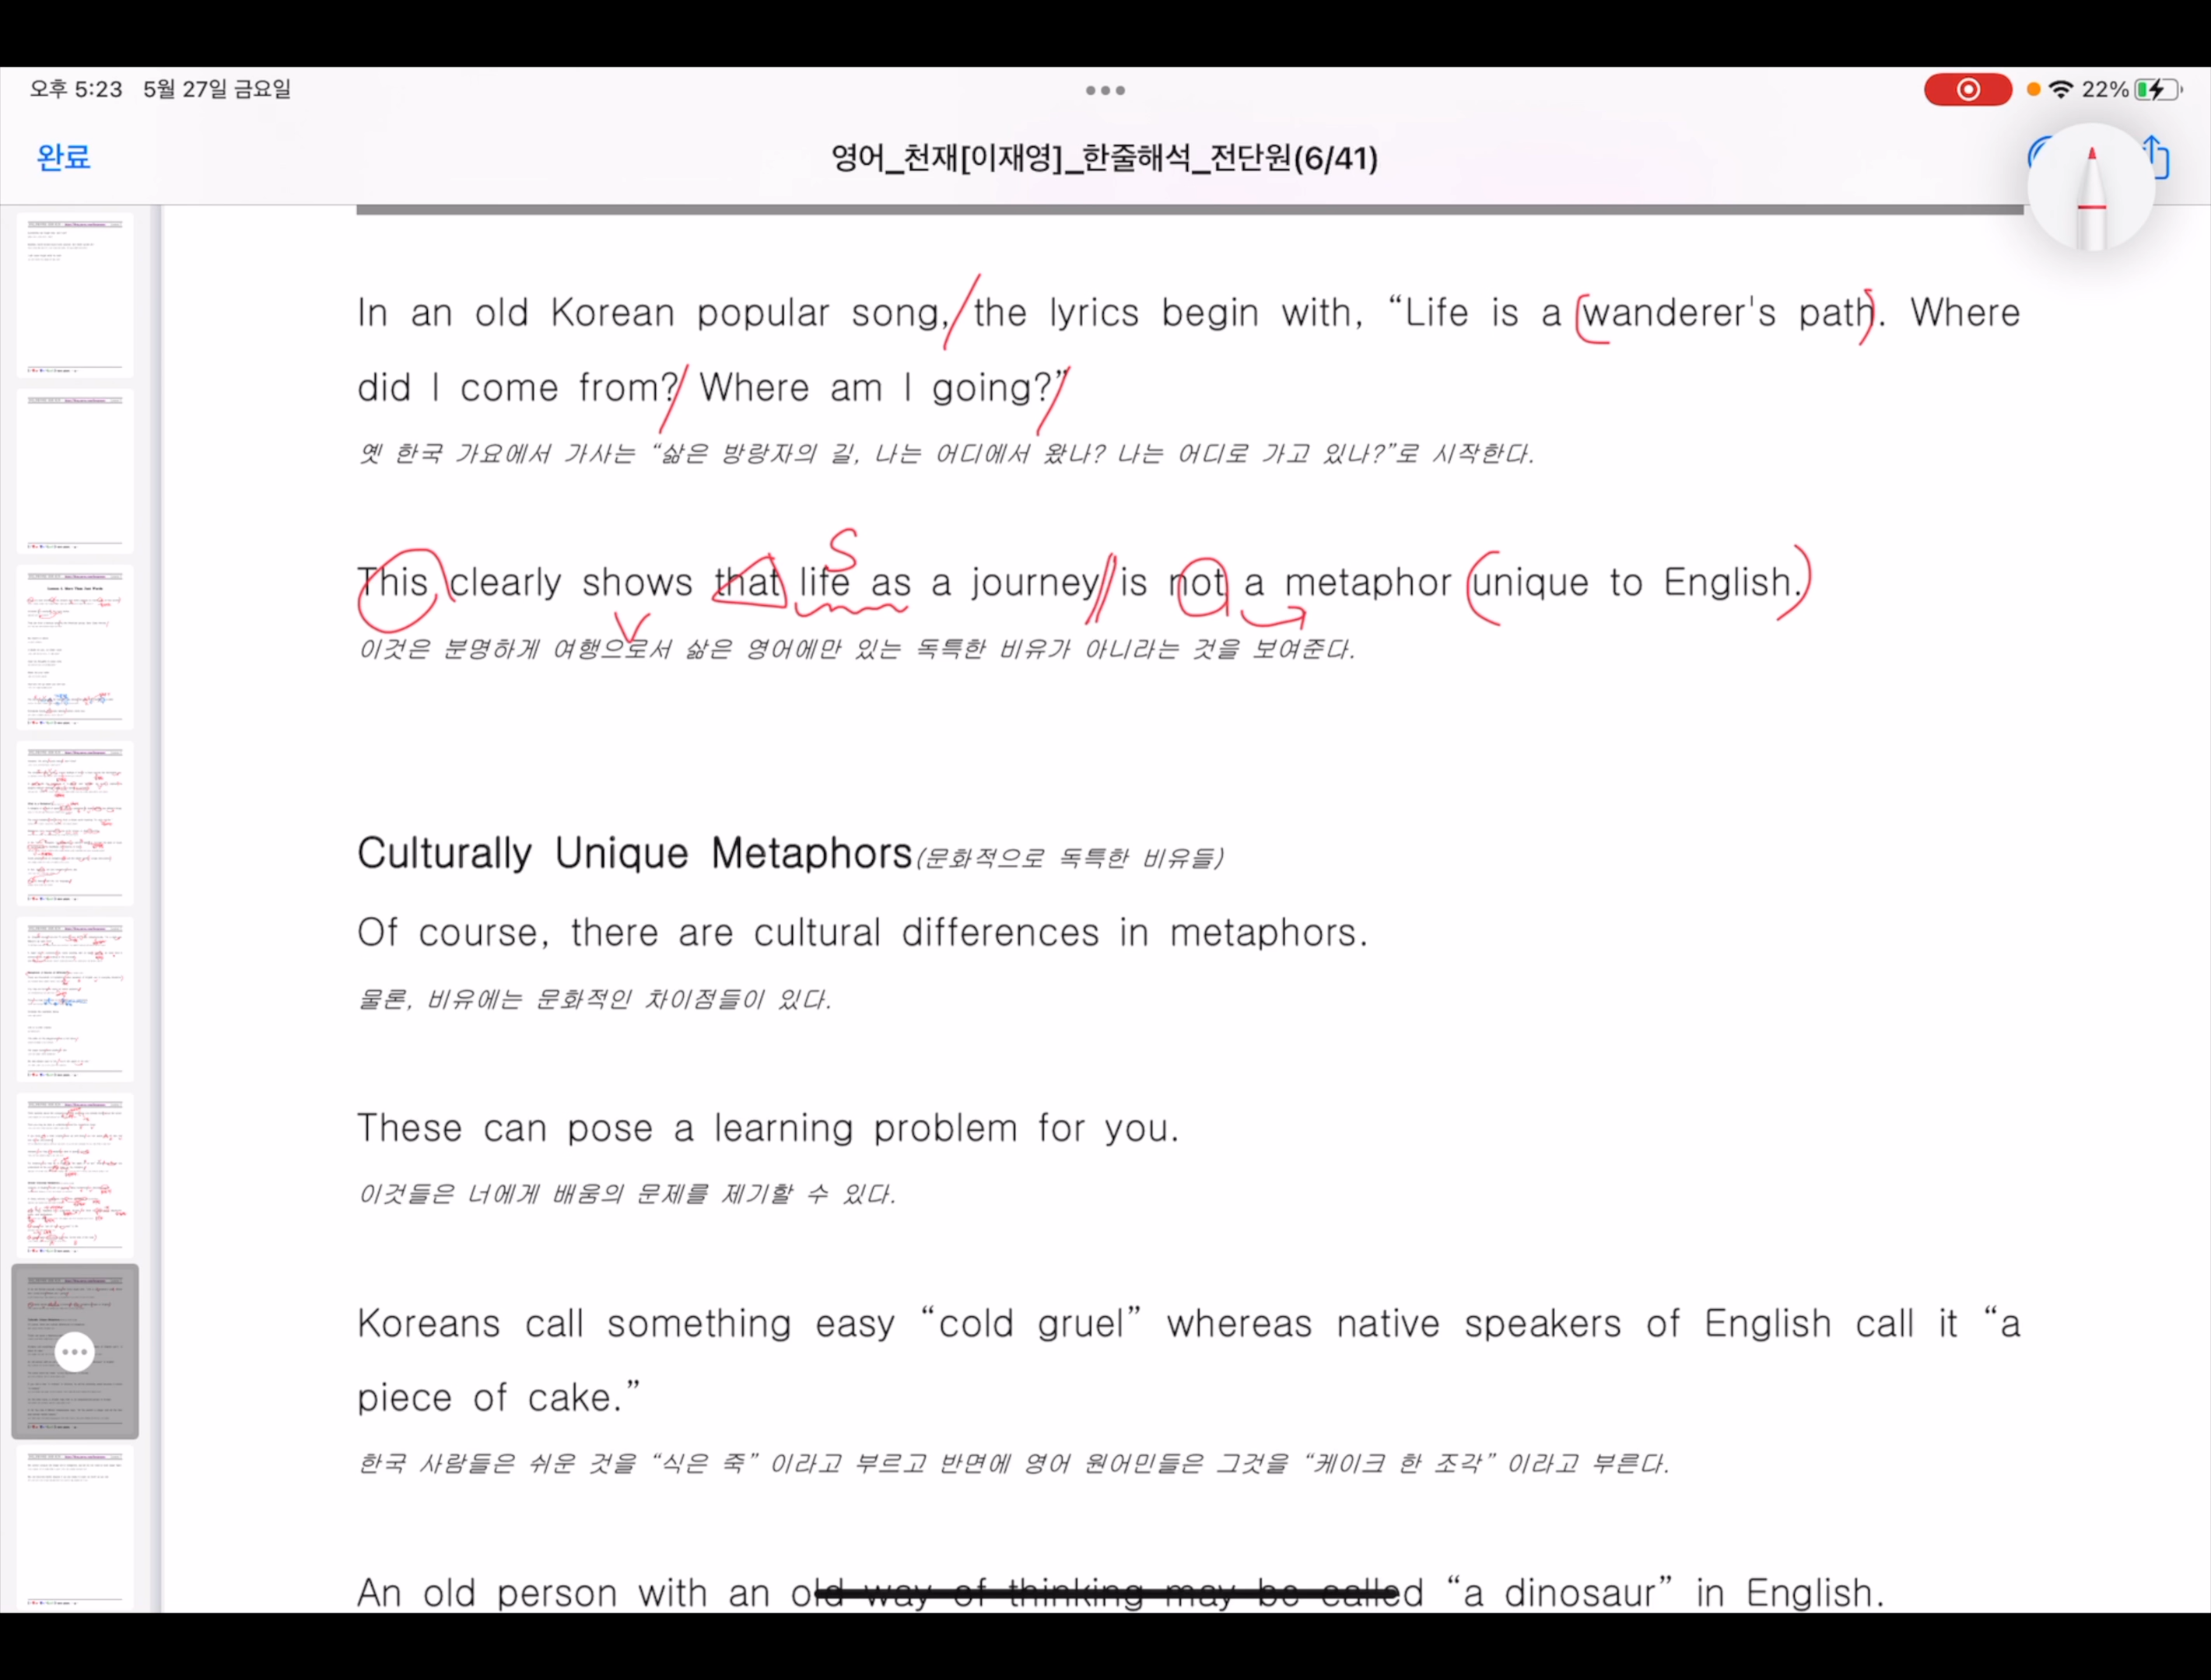 오후 5:23 5월 27일 금요일
22%
완료
영어_천재[이재영]_한줄해석_전단원(6/41)
In an old Korean popular song, the lyrics begin with, “Life is a wanderer's path. Where
did I come from? Where am I going?”
옛 한국 가요에서 가사는 “삶은 방랑자의 길, 나는 어디에서 왔나? 나는 어디로 가고 있나?”로 시작한다.
S
This clearly shows that life as a journey is not a metaphor unique to English.
V
이것은 분명하게 여행으로서 삶은 영어에만 있는 독특한 비유가 아니라는 것을 보여준다.
Culturally Unique Metaphors(문화적으로 독특한 비유들)
Of course, there are cultural differences in metaphors.
물론, 비유에는 문화적인 차이점들이 있다.
These can pose a learning problem for you.
이것들은 너에게 배움의 문제를 제기할 수 있다.
Koreans call something easy “cold gruel” whereas native speakers of English call it “a
piece of cake.”
한국 사람들은 쉬운 것을 “식은 죽” 이라고 부르고 반면에 영어 원어민들은 그것을 “케이크 한 조각” 이라고 부른다.
An old person with an old way of thinking may be called “a dinosaur” in English.